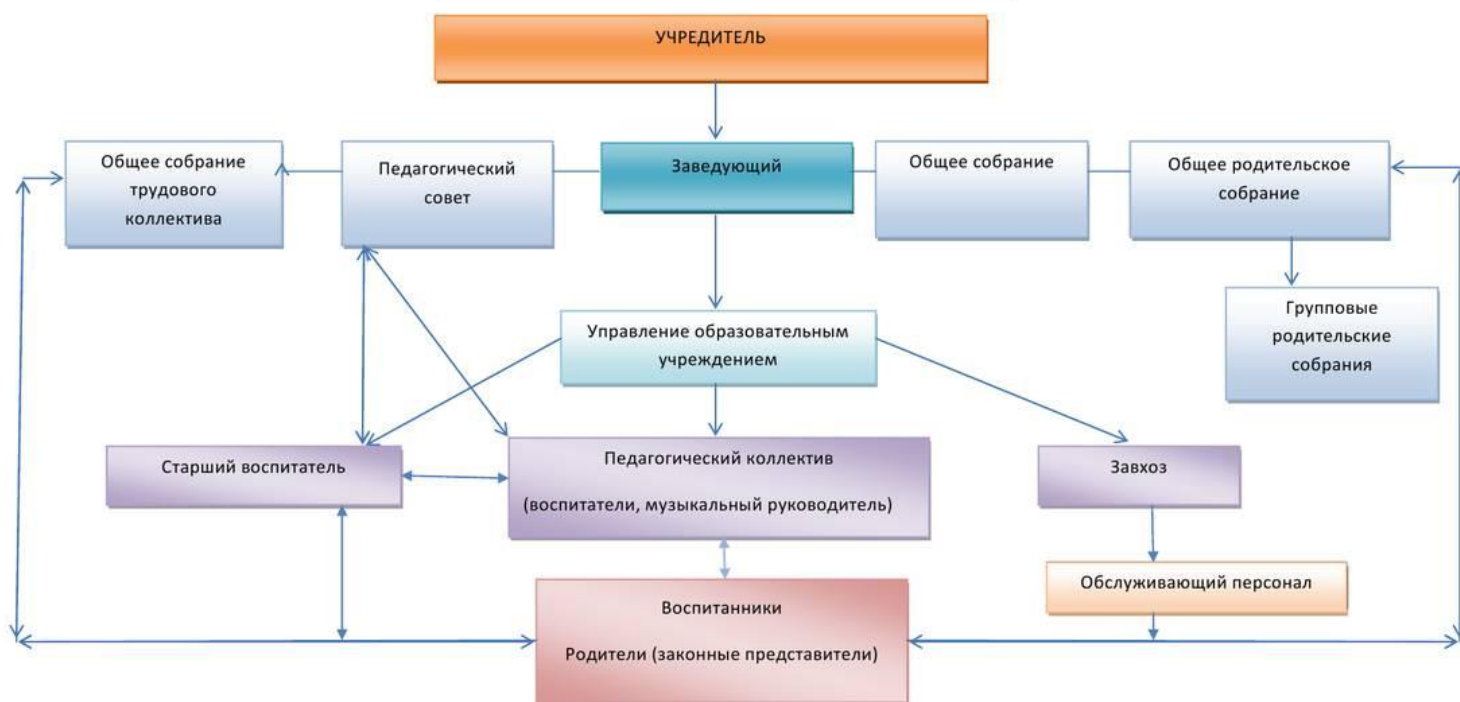 УЧРЕДИТЕЛЬ
Общее собрание
трудового
коллектива
Педагогический
совет
Заведующий
Общее собрание
Общее родительское
собрание
Групповые
родительские
собрания
Управление образовательным
учреждением
Старший воспитатель
Педагогический коллектив
(воспитатели, музыкальный руководитель)
Завхоз
Обслуживающий персонал
Воспитанники
Родители (законные представители)